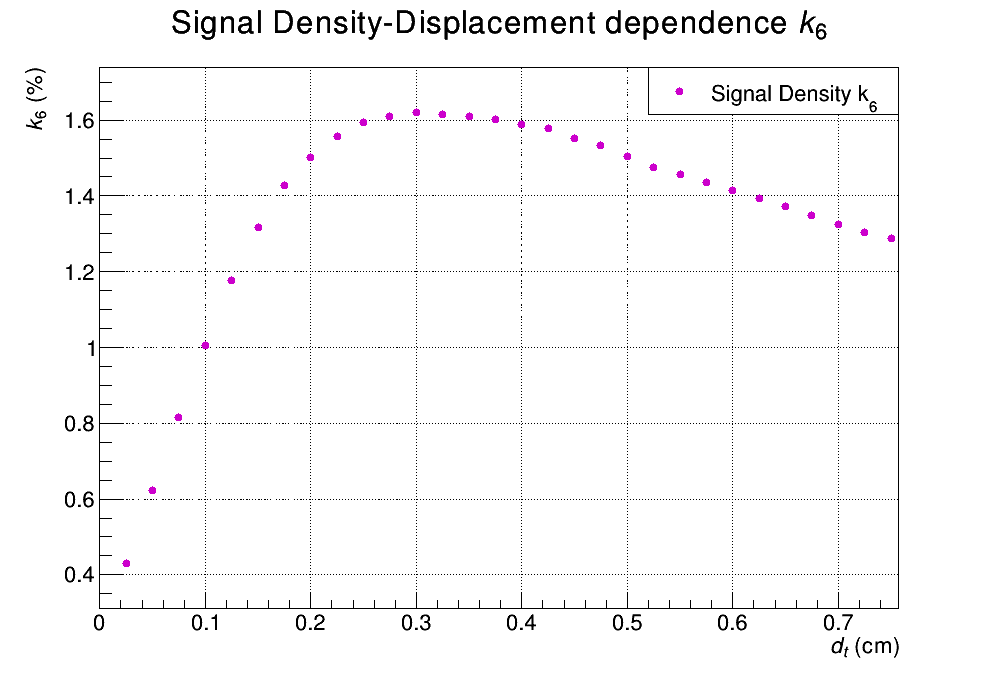 Signal Density-Displacement dependence k6
k6 (%)
Signal Density k6
1.6
1.4
1.2
1
0.8
0.6
0.4
0 0.1 0.2 0.3 0.4 0.5 0.6 0.7
dt (cm)